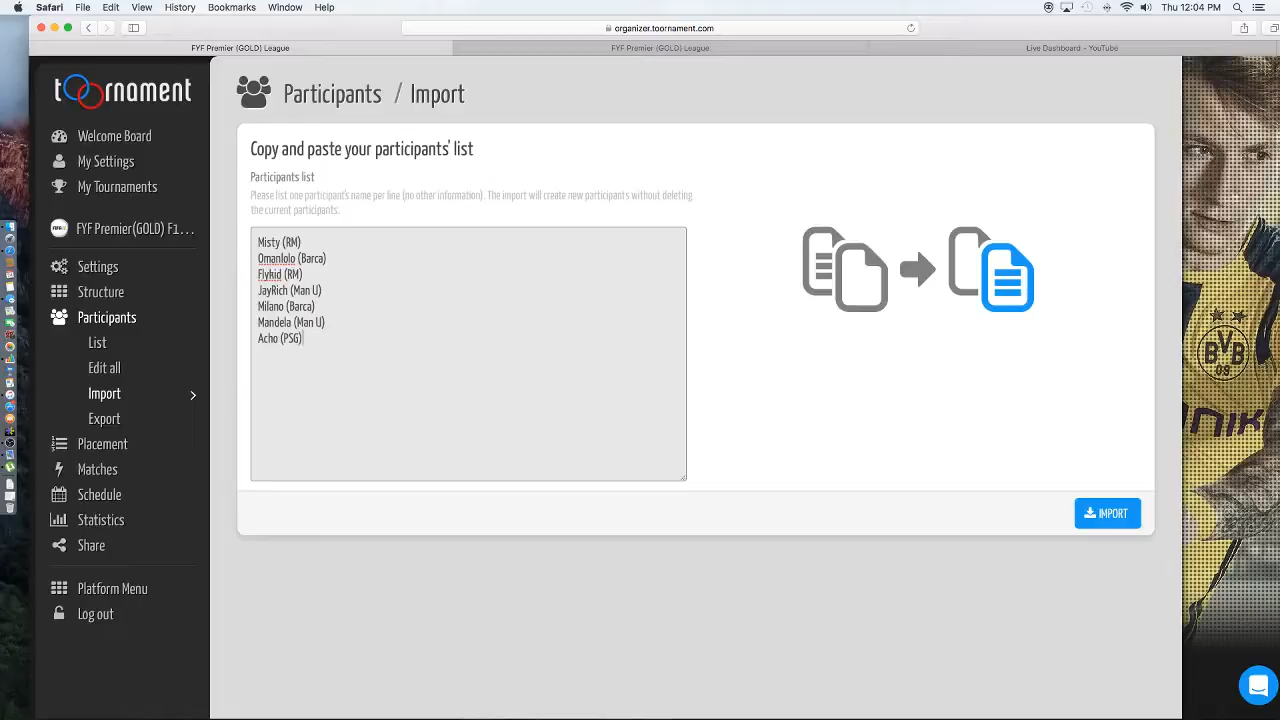 Safari File Edit View History Bookmarks Window Help
Thu 12:04 PM
organizer.toornament.com
FYF Premier (GOLD) League
FYF Premier (GOLD) League
Live Dashboard - YouTube
toornament
Welcome Board
My Settings
My Tournaments
FYF Premier(GOLD) F1...
Settings
Structure
Participants
List
Edit all
Import
Export
Placement
Matches
Schedule
Statistics
Share
Platform Menu
Log out
Participants / Import
Copy and paste your participants' list
Participants list
Please list one participant's name per line (no other information). The import will create new participants without deleting
the current participants.
Misty (RM)
Omanlolo (Barca)
Flykid (RM)
JayRich (Man U)
Milano (Barca)
Mandela (Man U)
Acho (PSG)
IMPORT
BVB
09